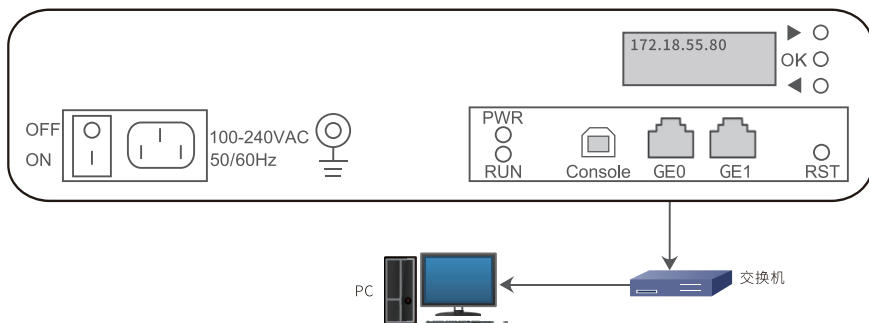 172.18.55.80
OK
OFF
ON
100-240VAC
50/60Hz
PWR
RUN
Console
GE0
GE1
RST
交换机
PC